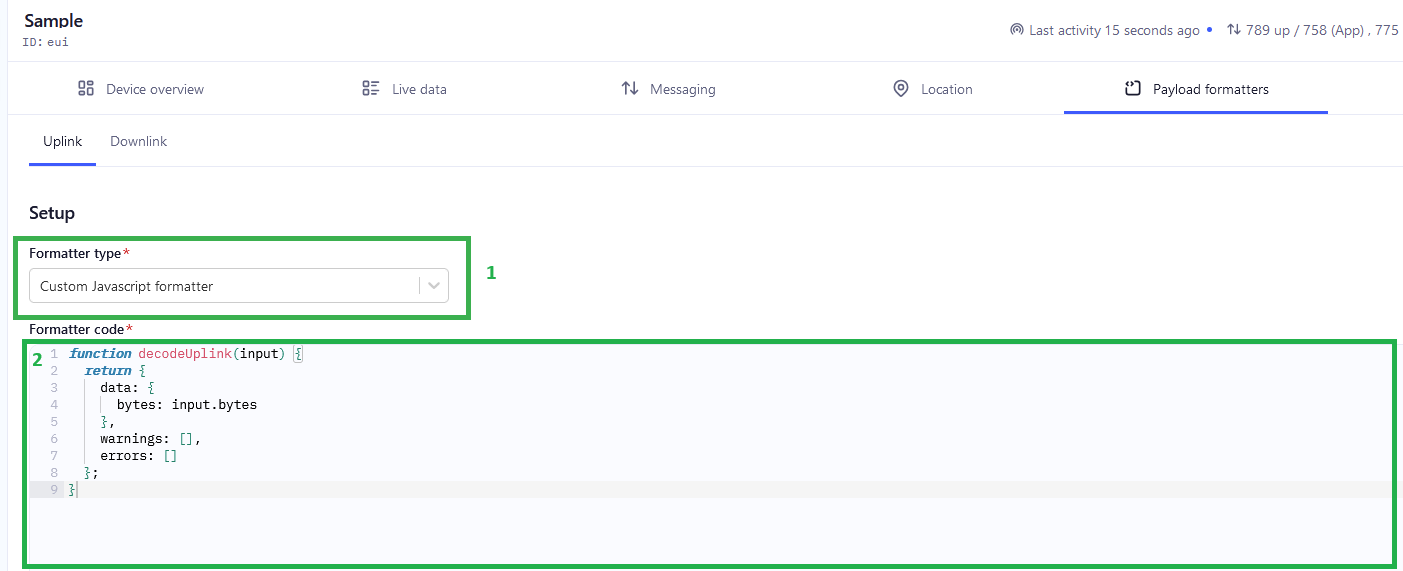 Sample
ID: eui
Last activity 15 seconds ago • 789 up / 758 (App) , 775
Device overview Live data Messaging Location Payload formatters
Uplink Downlink
Setup
Formatter type*
1
Custom Javascript formatter
Formatter code*
2
1 function decodeUplink(input) {
2 return {
3 data: {
4 bytes: input.bytes
5 },
6 warnings: [],
7 errors: []
8 };
9 }